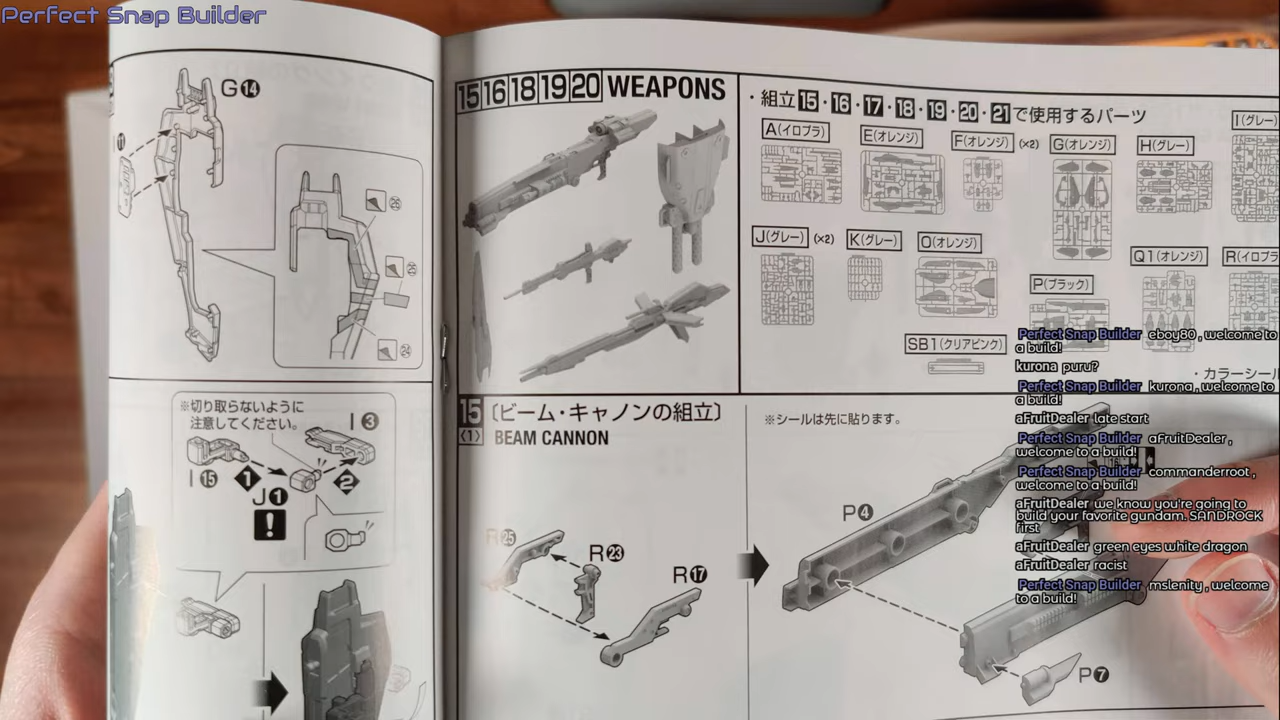 Perfect Snap Builder
G14
26
25
24
※切り取らないように
注意してください。
I 3
I 15
1
2
J1
!
15 16 18 19 20 WEAPONS
・組立15・16・17・18・19・20・21で使用するパーツ
A(イロプラ)
E(オレンジ)
F(オレンジ) (×2)
G(オレンジ)
H(グレー)
I(グレー
J(グレー) (×2)
K(グレー)
O(オレンジ)
P(ブラック)
Q1(オレンジ)
R(イロプラ
SB1(クリアピンク)
・カラーシール
15 〔ビーム・キャノンの組立〕
〈1〉 BEAM CANNON
※シールは先に貼ります。
R25
R23
R17
P4
P7
Perfect Snap Builder eboy80 , welcome to
a build!
kurona puru?
Perfect Snap Builder kurona , welcome to
a build!
aFruitDealer late start
Perfect Snap Builder aFruitDealer ,
welcome to a build!
Perfect Snap Builder commanderroot ,
welcome to a build!
aFruitDealer we know you're going to
build your favorite gundam. SANDROCK
first
aFruitDealer green eyes white dragon
aFruitDealer racist
Perfect Snap Builder mslenity , welcome
to a build!